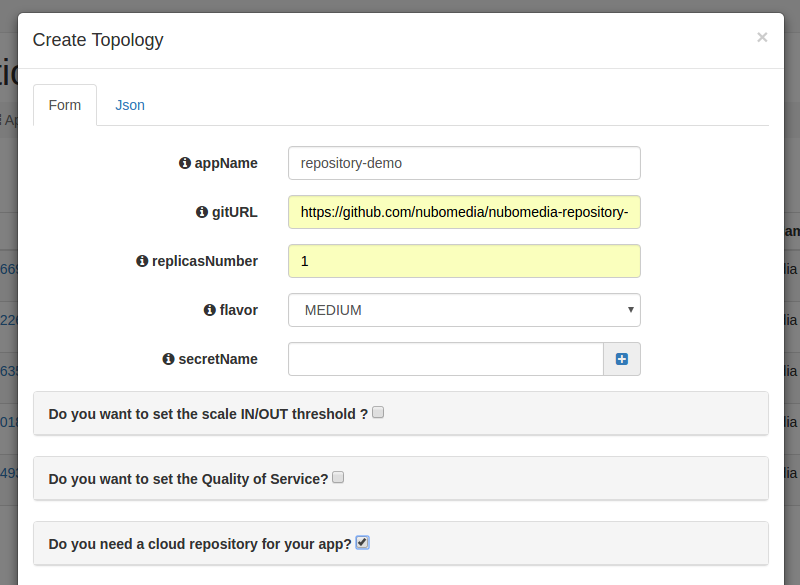 Create Topology
×
Form
Json
appName
repository-demo
gitURL
https://github.com/nubomedia/nubomedia-repository-
replicasNumber
1
flavor
MEDIUM
secretName
Do you want to set the scale IN/OUT threshold ?
Do you want to set the Quality of Service?
Do you need a cloud repository for your app?